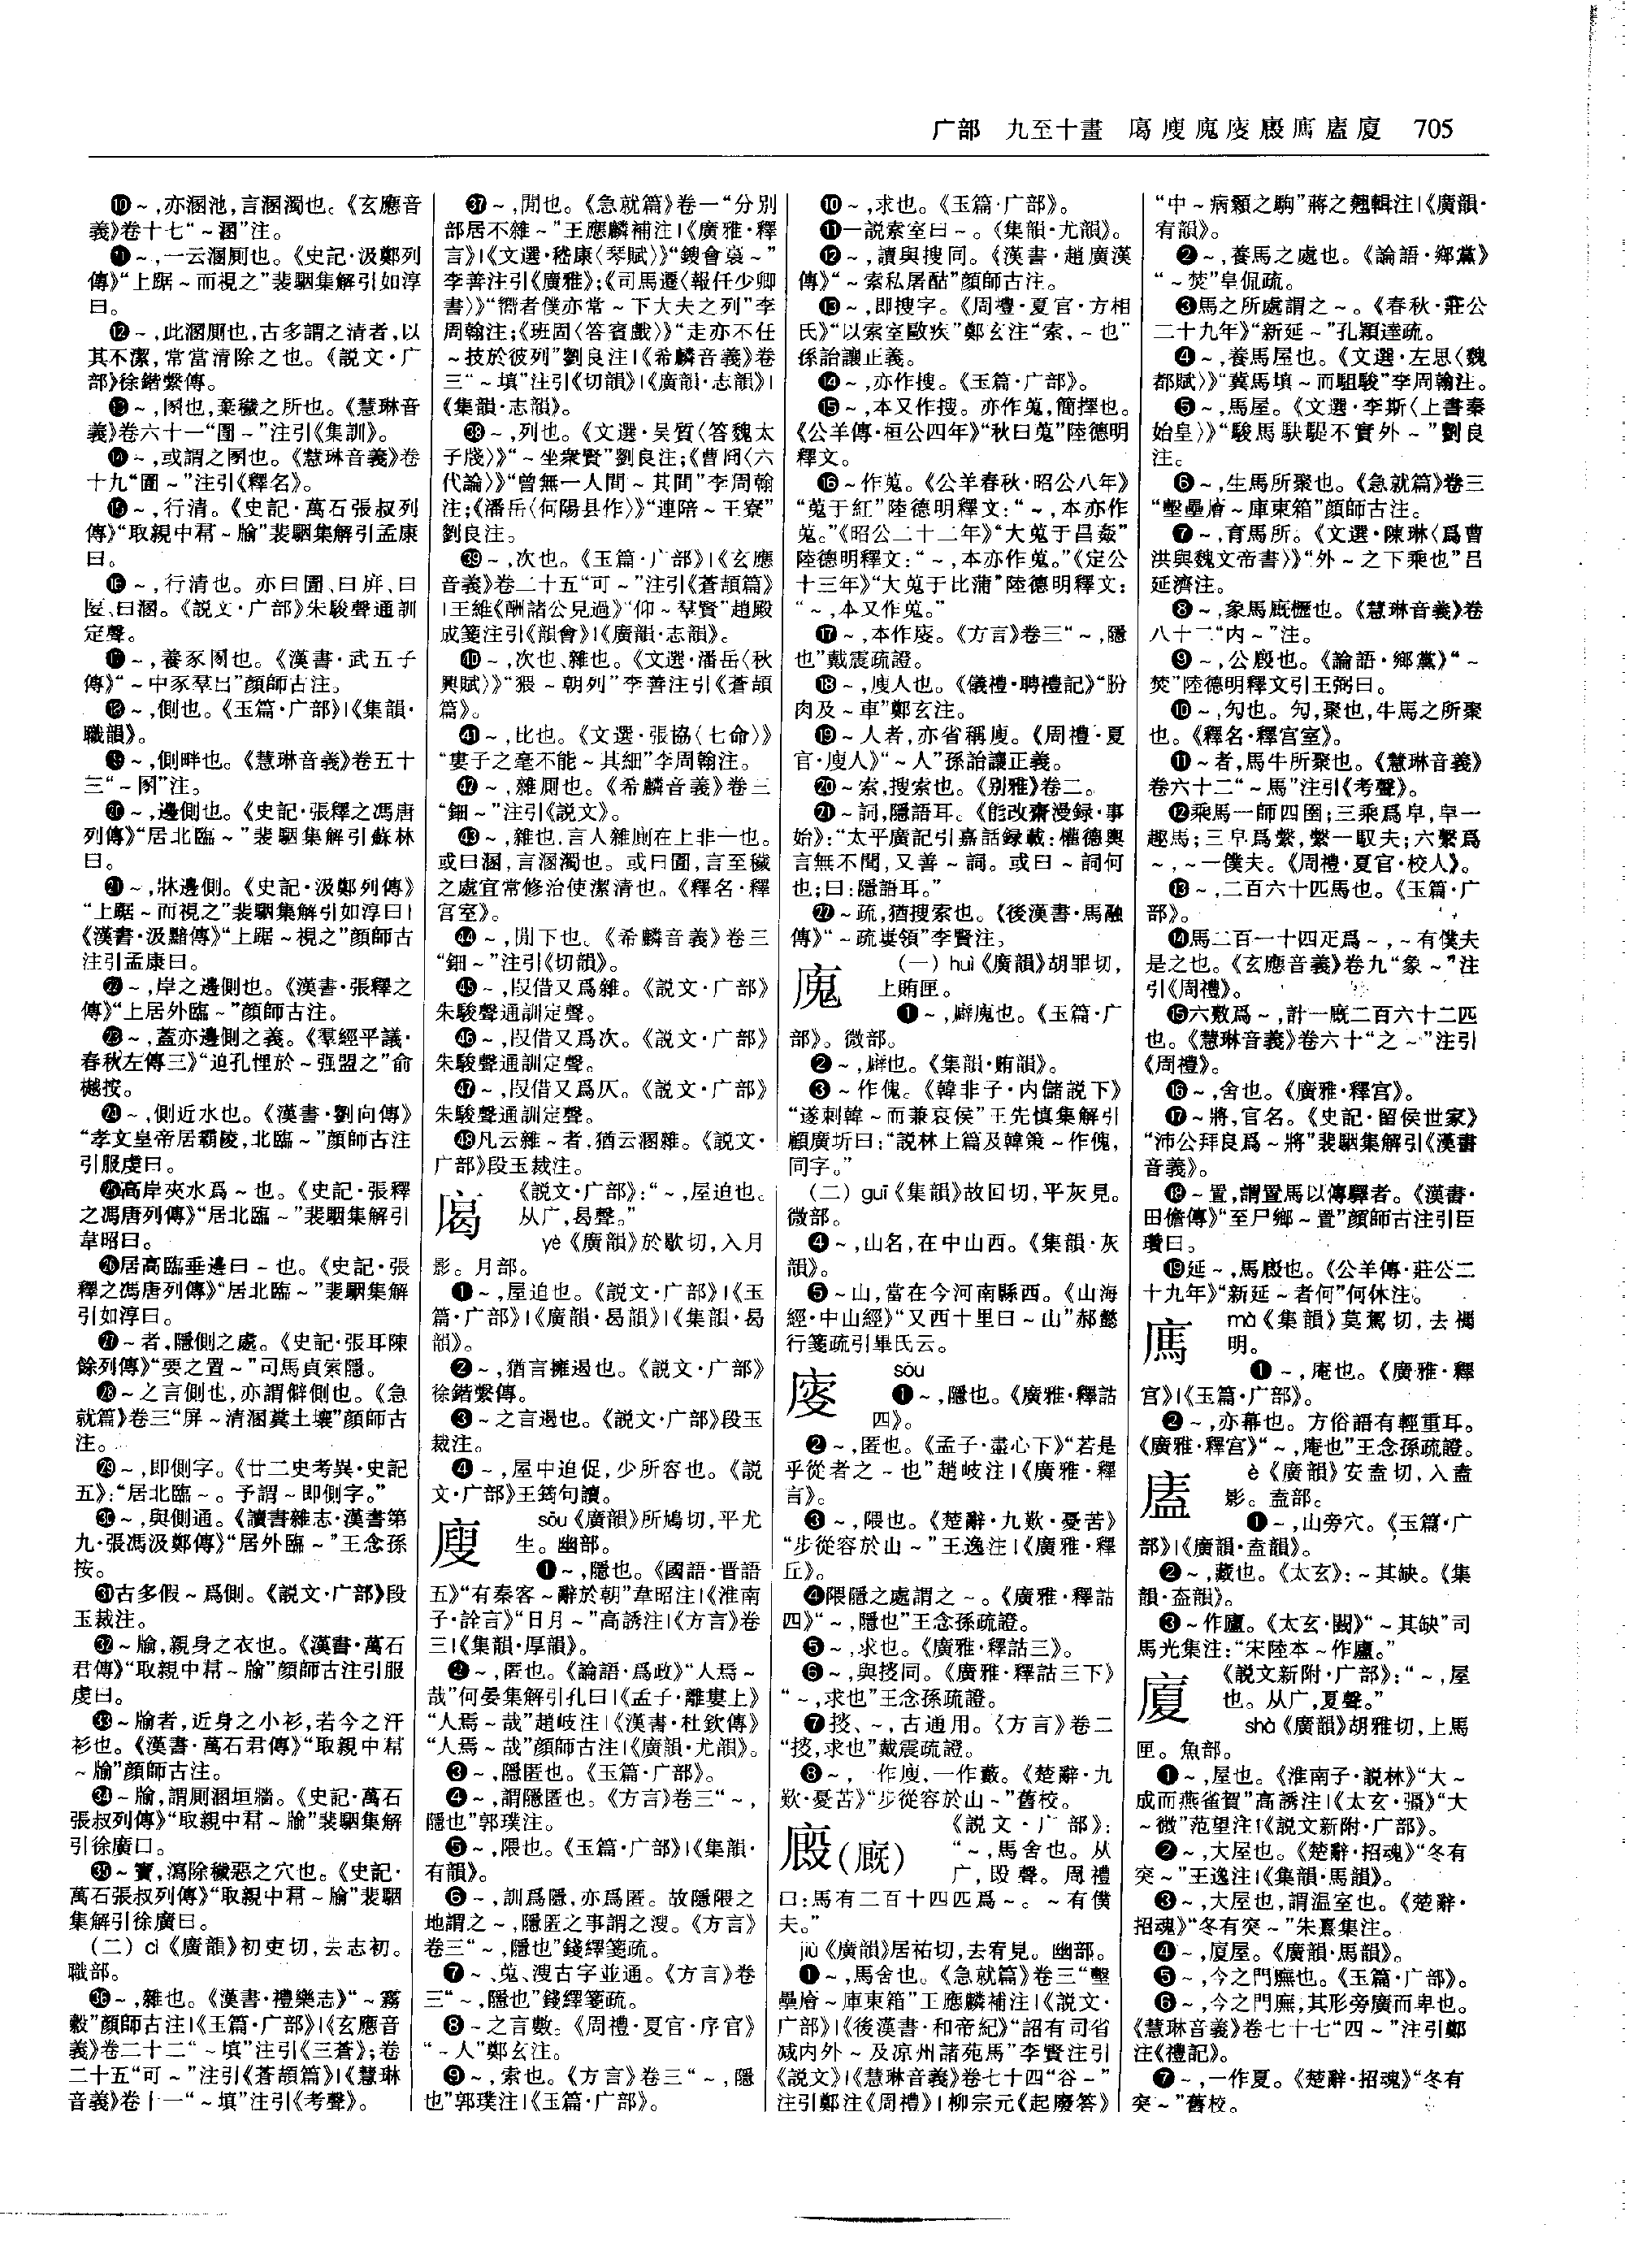 广部　九至十畫　㢎廋廆㢏廄㢐㢔廈　705
❿～,亦溷池,言溷濁也。《玄應音
義》卷十七“～溷”注。
⓫～,一云溷厠也。《史記·汲鄭列
傳》“上踞～而視之”裴駰集解引如淳
曰。
⓬～,此溷厠也,古多謂之清者,以
其不潔,常當清除之也。《説文·广
部》徐鍇繫傳。
⓭～,圂也,棄穢之所也。《慧琳音
義》卷六十一“圊～”注引《集訓》。
⓮～,或謂之圂也。《慧琳音義》卷
十九“圊～”注引《釋名》。
⓯～,行清。《史記·萬石張叔列
傳》“取親中帬～牏”裴駰集解引孟康
曰。
⓰～,行清也。亦曰圊、曰屏、曰
匽、曰溷。《説文·广部》朱駿聲通訓
定聲。
⓱～,養豕圂也。《漢書·武五子
傳》“～中豕羣出”顔師古注。
⓲～,側也。《玉篇·广部》|《集韻·
職韻》。
⓳～,側畔也。《慧琳音義》卷五十
三“～圂”注。
⓴～,邊側也。《史記·張釋之馮唐
列傳》“居北臨～”裴駰集解引蘇林
曰。
㉑～,牀邊側。《史記·汲鄭列傳》
“上踞～而視之”裴駰集解引如淳曰|
《漢書·汲黯傳》“上踞～視之”顔師古
注引孟康曰。
㉒～,岸之邊側也。《漢書·張釋之
傳》“上居外臨～”顔師古注。
㉓～,蓋亦邊側之義。《羣經平議·
春秋左傳三》“迫孔悝於～强盟之”俞
樾按。
㉔～,側近水也。《漢書·劉向傳》
“孝文皇帝居霸陵,北臨～”顔師古注
引服虔曰。
㉕高岸夾水爲～也。《史記·張釋
之馮唐列傳》“居北臨～”裴駰集解引
韋昭曰。
㉖居高臨垂邊曰～也。《史記·張
釋之馮唐列傳》“居北臨～”裴駰集解
引如淳曰。
㉗～者,隱側之處。《史記·張耳陳
餘列傳》“要之置～”司馬貞索隱。
㉘～之言側也,亦謂僻側也。《急
就篇》卷三“屏～清溷糞土壤”顔師古
注。
㉙～,即側字。《廿二史考異·史記
五》:“居北臨～。予謂～即側字。”
㉚～,與側通。《讀書雜志·漢書第
九·張馮汲鄭傳》“居外臨～”王念孫
按。
㉛古多假～爲側。《説文·广部》段
玉裁注。
㉜～牏,親身之衣也。《漢書·萬石
君傳》“取親中帬～牏”顔師古注引服
虔曰。
㉝～牏者,近身之小衫,若今之汗
衫也。《漢書·萬石君傳》“取親中帬
～牏”顔師古注。
㉞～牏,謂厠溷垣牆。《史記·萬石
張叔列傳》“取親中帬～牏”裴駰集解
引徐廣曰。
㉟～竇,瀉除穢惡之穴也。《史記·
萬石張叔列傳》“取親中帬～牏”裴駰
集解引徐廣曰。
(二) cì《廣韻》初吏切,去志初。
職部。
㊱～,雜也。《漢書·禮樂志》“～霧
縠”顔師古注|《玉篇·广部》|《玄應音
義》卷二十二“～填”注引《三蒼》;卷
二十五“可～”注引《蒼頡篇》|《慧琳
音義》卷十一“～填”注引《考聲》。
㊲～,閒也。《急就篇》卷一“分别
部居不雜～”王應麟補注|《廣雅·釋
言》|《文選·嵇康〈琴賦〉》“鍐會裛～”
李善注引《廣雅》;《司馬遷〈報任少卿
書〉》“嚮者僕亦常～下大夫之列”李
周翰注;《班固〈答賓戲〉》“走亦不任
～技於彼列”劉良注|《希麟音義》卷
三“～填”注引《切韻》|《廣韻·志韻》|
《集韻·志韻》。
㊳～,列也。《文選·吴質〈答魏太
子牋〉》“～坐衆賢”劉良注;《曹冏〈六
代論〉》“曾無一人間～其間”李周翰
注;《潘岳〈何陽县作〉》“連陪～王寮”
劉良注。
㊴～,次也。《玉篇·广部》|《玄應
音義》卷二十五“可～”注引《蒼頡篇》
|王維《酬諸公見過》“仰～羣賢”趙殿
成箋注引《韻會》|《廣韻·志韻》。
㊵～,次也、雜也。《文選·潘岳〈秋
興賦〉》“猥～朝列”李善注引《蒼頡
篇》。
㊶～,比也。《文選·張協〈七命〉》
“婁子之毫不能～其細”李周翰注。
㊷～,雜厠也。《希麟音義》卷三
“鈿～”注引《説文》。
㊸～,雜也,言人雜厠在上非一也。
或曰溷,言溷濁也。或曰圊,言至穢
之處宜常修治使潔清也。《釋名·釋
宫室》。
㊹～,閒下也。《希麟音義》卷三
“鈿～”注引《切韻》。
㊺～,叚借又爲雜。《説文·广部》
朱駿聲通訓定聲。
㊻～,叚借又爲次。《説文·广部》
朱駿聲通訓定聲。
㊼～,叚借又爲仄。《説文·广部》
朱駿聲通訓定聲。
㊽凡云雜～者,猶云溷雜。《説文·
广部》段玉裁注。
㢎　《説文·广部》:“～,屋迫也。
从广,曷聲。”
yè《廣韻》於歇切,入月
影。月部。
❶～,屋迫也。《説文·广部》|《玉
篇·广部》|《廣韻·曷韻》|《集韻·曷
韻》。
❷～,猶言擁遏也。《説文·广部》
徐鍇繫傳。
❸～之言遏也。《説文·广部》段玉
裁注。
❹～,屋中迫促,少所容也。《説
文·广部》王筠句讀。
廋　sōu《廣韻》所鳩切,平尤
生。幽部。
❶～,隱也。《國語·晋語
五》“有秦客～辭於朝”韋昭注|《淮南
子·詮言》“日月～”高誘注|《方言》卷
三|《集韻·厚韻》。
❷～,匿也。《論語·爲政》“人焉～
哉”何晏集解引孔曰|《孟子·離婁上》
“人焉～哉”趙岐注|《漢書·杜欽傳》
“人焉～哉”顔師古注|《廣韻·尤韻》。
❸～,隱匿也。《玉篇·广部》。
❹～,謂隱匿也。《方言》卷三“～,
隱也”郭璞注。
❺～,隈也。《玉篇·广部》|《集韻·
有韻》。
❻～,訓爲隱,亦爲匿。故隱隈之
地謂之～,隱匿之事謂之溲。《方言》
卷三“～,隱也”錢繹箋疏。
❼～、蒐、溲古字並通。《方言》卷
三“～,隱也”錢繹箋疏。
❽～之言數。《周禮·夏官·序官》
“～人”鄭玄注。
❾～,索也。《方言》卷三“～,隱
也”郭璞注|《玉篇·广部》。
❿～,求也。《玉篇·广部》。
⓫一説索室曰～。《集韻·尤韻》。
⓬～,讀與搜同。《漢書·趙廣漢
傳》“～索私屠酤”顔師古注。
⓭～,即搜字。《周禮·夏官·方相
氏》“以索室歐疾”鄭玄注“索,～也”
孫詒讓正義。
⓮～,亦作搜。《玉篇·广部》。
⓯～,本又作搜。亦作蒐,簡擇也。
《公羊傳·桓公四年》“秋曰蒐”陸德明
釋文。
⓰～作蒐。《公羊春秋·昭公八年》
“蒐于紅”陸德明釋文:“～,本亦作
蒐。”《昭公二十二年》“大蒐于昌姦”
陸德明釋文:“～,本亦作蒐。”《定公
十三年》“大蒐于比蒲”陸德明釋文:
“～,本又作蒐。”
⓱～,本作㢏。《方言》卷三“～,隱
也”戴震疏證。
⓲～,廋人也。《儀禮·聘禮記》“肦
肉及～車”鄭玄注。
⓳～人者,亦省稱廋。《周禮·夏
官·廋人》“～人”孫詒讓正義。
⓴～索,搜索也。《别雅》卷二。
㉑～詞,隱語耳。《能改齋漫録·事
始》:“太平廣記引嘉話録載:權德輿
言無不聞,又善～詞。或曰～詞何
也;曰:隱語耳。”
㉒～疏,猶搜索也。《後漢書·馬融
傳》“～疏嶁領”李賢注。
廆　(一) huì《廣韻》胡罪切,
上賄匣。
❶～,廦廆也。《玉篇·广
部》。微部。
❷～,廦也。《集韻·賄韻》。
❸～作傀。《韓非子·内儲説下》
“遂刺韓～而兼哀侯”王先慎集解引
顧廣圻曰:“説林上篇及韓策～作傀,
同字。”
(二) guī《集韻》故回切,平灰見。
微部。
❹～,山名,在中山西。《集韻·灰
韻》。
❺～山,當在今河南縣西。《山海
經·中山經》“又西十里曰～山”郝懿
行箋疏引畢氏云。
㢏　sōu
❶～,隱也。《廣雅·釋詁
四》。
❷～,匿也。《孟子·盡心下》“若是
乎從者之～也”趙岐注|《廣雅·釋
言》。
❸～,隈也。《楚辭·九歎·憂苦》
“步從容於山～”王逸注|《廣雅·釋
丘》。
❹隈隱之處謂之～。《廣雅·釋詁
四》“～,隱也”王念孫疏證。
❺～,求也。《廣雅·釋詁三》。
❻～,與挼同。《廣雅·釋詁三下》
“～,求也”王念孫疏證。
❼挼、～,古通用。《方言》卷二
“挼,求也”戴震疏證。
❽～,一作廋,一作藪。《楚辭·九
歎·憂苦》“步從容於山～”舊校。
廄(厩)　《説文·广部》:
“～,馬舍也。从
广,㲃聲。周禮
曰:馬有二百十四匹爲～。～有僕
夫。”
jiù《廣韻》居祐切,去宥見。幽部。
❶～,馬舍也。《急就篇》卷三“墼
壘廥～庫東箱”王應麟補注|《説文·
广部》|《後漢書·和帝紀》“詔有司省
减内外～及凉州諸苑馬”李賢注引
《説文》|《慧琳音義》卷七十四“谷～”
注引鄭注《周禮》|柳宗元《起廢答》
“中～病顙之駒”蔣之翹輯注|《廣韻·
宥韻》。
❷～,養馬之處也。《論語·鄉黨》
“～焚”皇侃疏。
❸馬之所處謂之～。《春秋·莊公
二十九年》“新延～”孔穎達疏。
❹～,養馬屋也。《文選·左思〈魏
都賦〉》“冀馬填～而駔駿”李周翰注。
❺～,馬屋。《文選·李斯〈上書秦
始皇〉》“駿馬駃騠不實外～”劉良
注。
❻～,生馬所聚也。《急就篇》卷三
“墼壘廥～庫東箱”顔師古注。
❼～,育馬所。《文選·陳琳〈爲曹
洪與魏文帝書〉》“外～之下乘也”吕
延濟注。
❽～,象馬廐櫪也。《慧琳音義》卷
八十二“内～”注。
❾～,公廄也。《論語·鄉黨》“～
焚”陸德明釋文引王弼曰。
❿～,勼也。勼,聚也,牛馬之所聚
也。《釋名·釋宫室》。
⓫～者,馬牛所聚也。《慧琳音義》
卷六十二“～馬”注引《考聲》。
⓬乘馬一師四圉;三乘爲皁,皁一
趣馬;三皁爲繫,繫一馭夫;六繫爲
～,～一僕夫。《周禮·夏官·校人》。
⓭～,二百六十匹馬也。《玉篇·广
部》。
⓮馬二百一十四疋爲～,～有僕夫
是之也。《玄應音義》卷九“象～”注
引《周禮》。
⓯六敷爲～,計一厩二百六十二匹
也。《慧琳音義》卷六十“之～”注引
《周禮》。
⓰～,舍也。《廣雅·釋宫》。
⓱～將,官名。《史記·留侯世家》
“沛公拜良爲～將”裴駰集解引《漢書
音義》。
⓲～置,謂置馬以傳驛者。《漢書·
田儋傳》“至尸鄉～置”顔師古注引臣
瓚曰。
⓳延～,馬廄也。《公羊傳·莊公二
十九年》“新延～者何”何休注。
㢐　mà《集韻》莫駕切,去禡
明。
❶～,庵也。《廣雅·釋
宫》|《玉篇·广部》。
❷～,亦幕也。方俗語有輕重耳。
《廣雅·釋宫》“～,庵也”王念孫疏證。
㢔　è《廣韻》安盍切,入盍
影。盍部。
❶～,山旁穴。《玉篇·广
部》|《廣韻·盍韻》。
❷～,藏也。《太玄》:～其缺。《集
韻·盍韻》。
❸～作廬。《太玄·闞》“～其缺”司
馬光集注:“宋陸本～作廬。”
廈　《説文新附·广部》:“～,屋
也。从广,夏聲。”
shà《廣韻》胡雅切,上馬
匣。魚部。
❶～,屋也。《淮南子·説林》“大～
成而燕雀賀”高誘注|《太玄·彊》“大
～微”范望注|《説文新附·广部》。
❷～,大屋也。《楚辭·招魂》“冬有
突～”王逸注|《集韻·馬韻》。
❸～,大屋也,謂温室也。《楚辭·
招魂》“冬有突～”朱熹集注。
❹～,廈屋。《廣韻·馬韻》。
❺～,今之門廡也。《玉篇·广部》。
❻～,今之門廡,其形旁廣而卑也。
《慧琳音義》卷七十七“四～”注引鄭
注《禮記》。
❼～,一作夏。《楚辭·招魂》“冬有
突～”舊校。